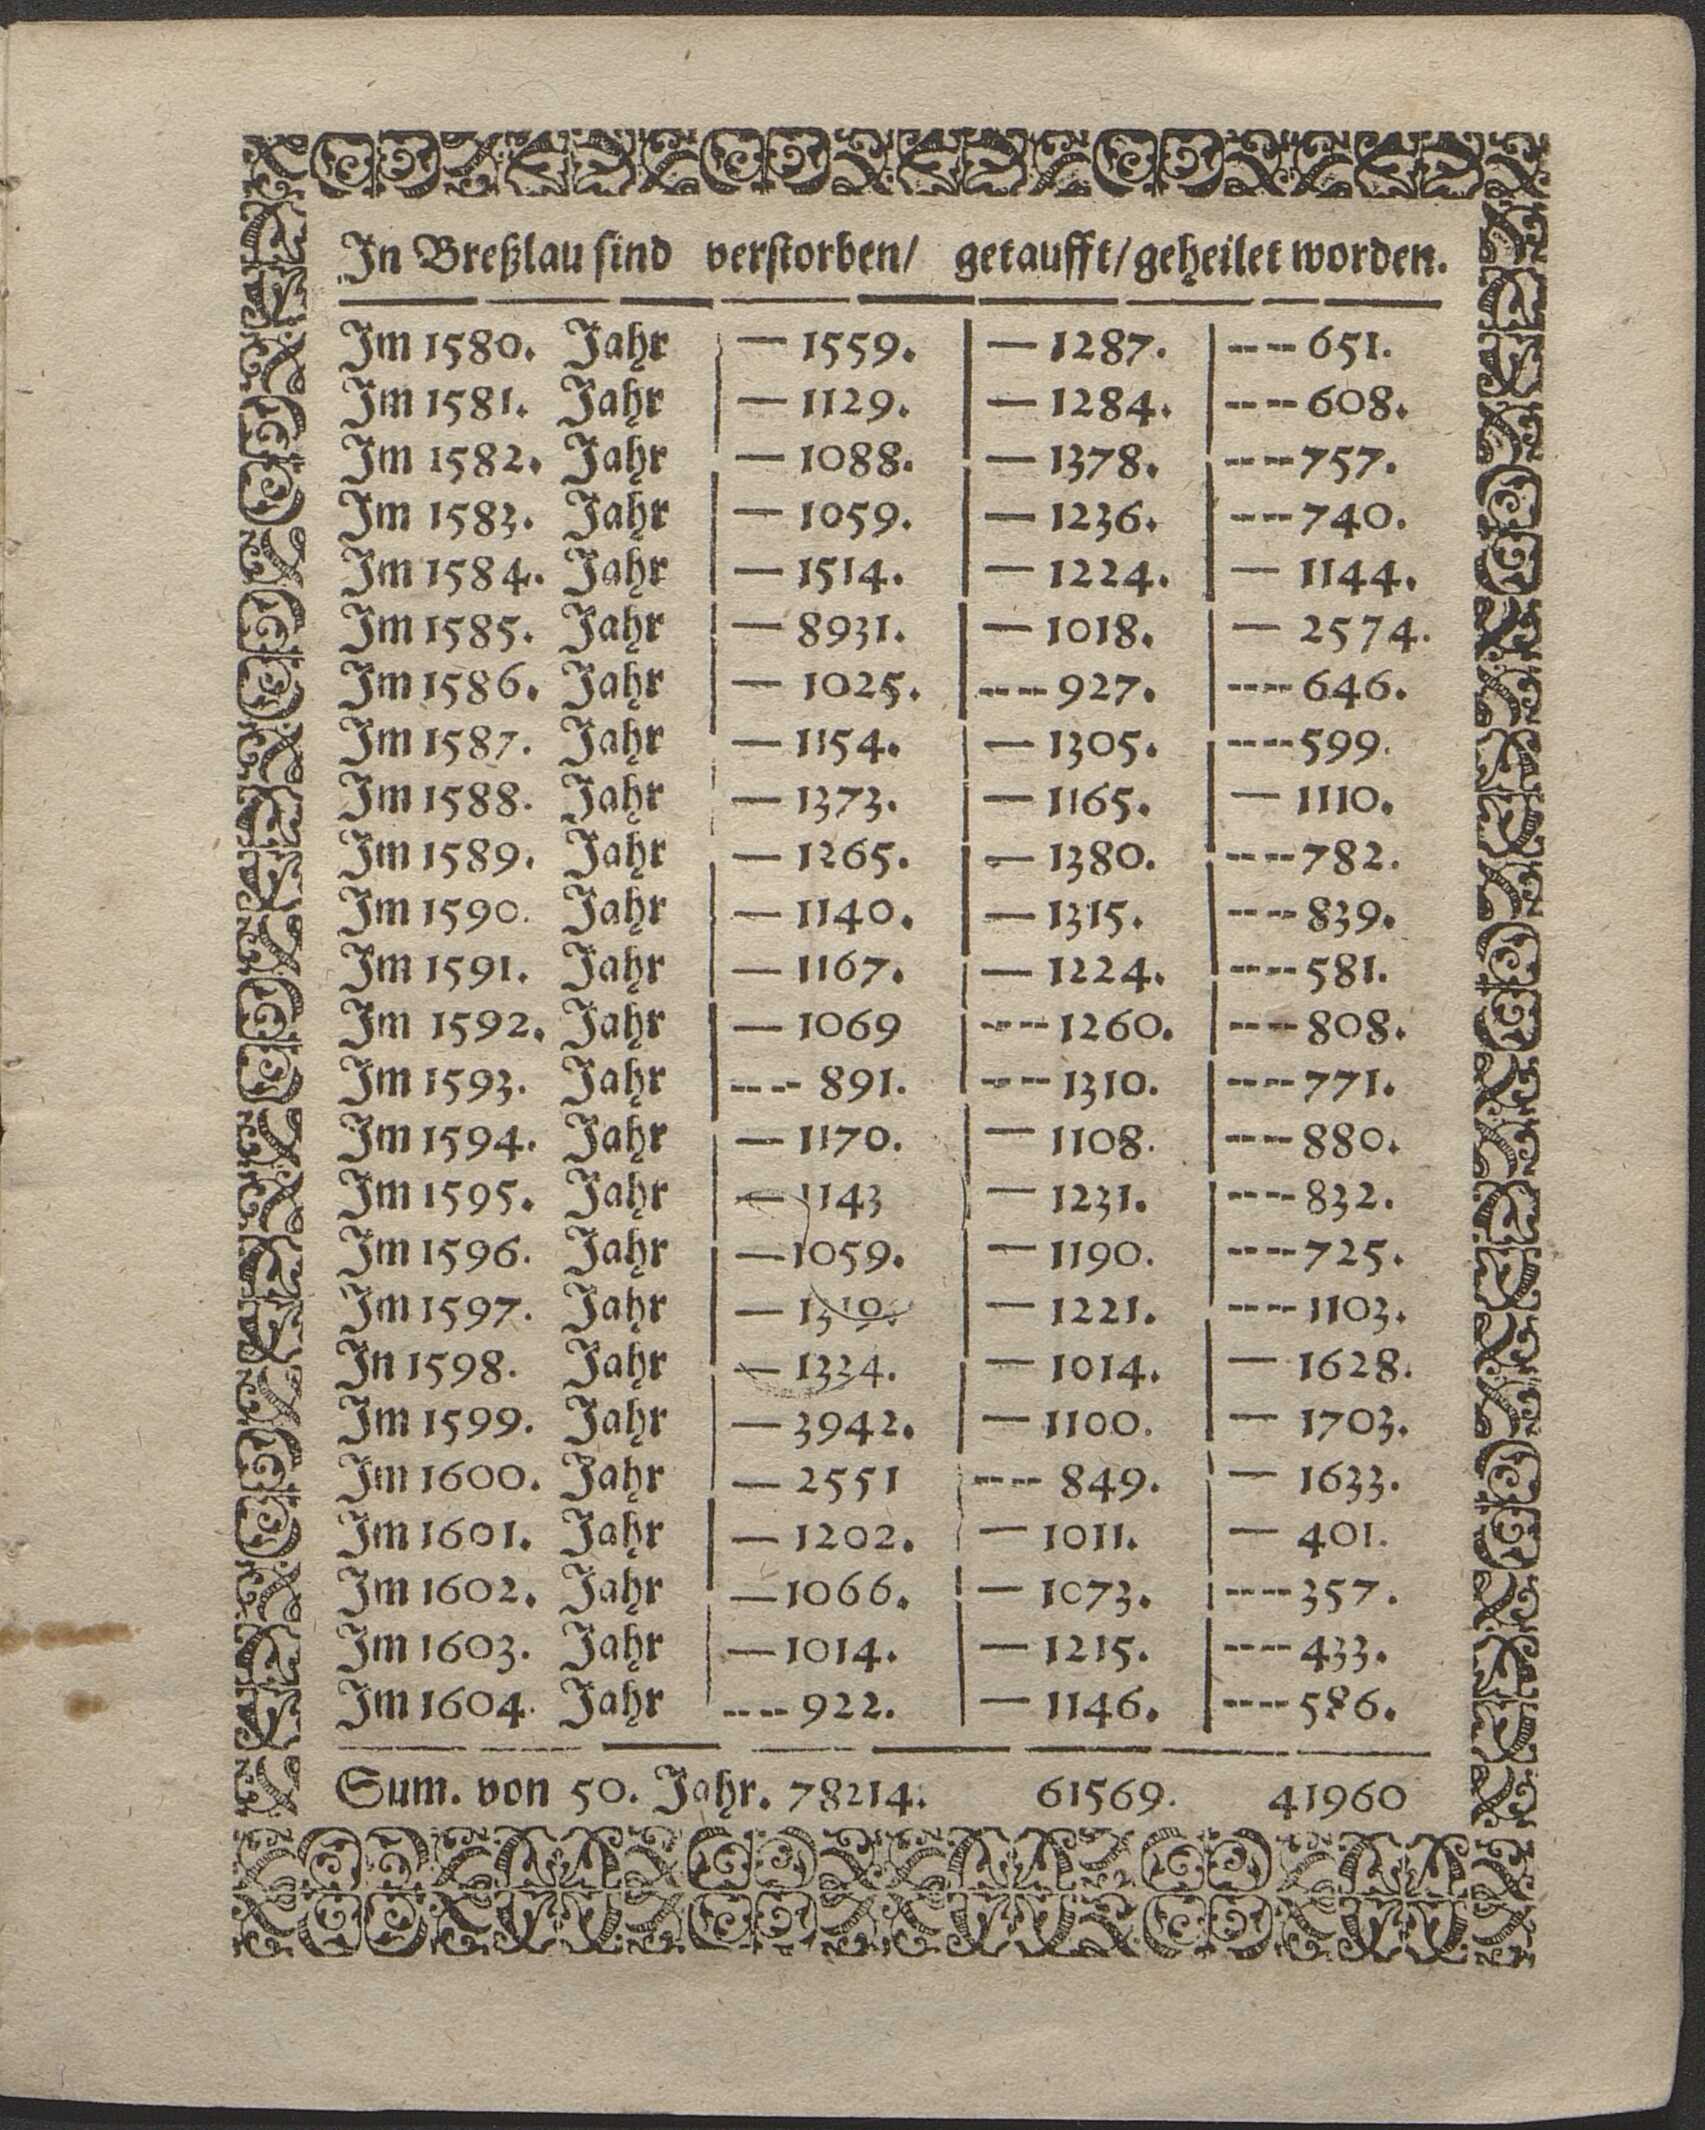 In Breßlau sind verstorben/ getaufft/ geheilet worden.
Im 1580. Jahr — 1559. — 1287. ---- 651.
Im 1581. Jahr — 1129. — 1284. ---- 608.
Im 1582. Jahr — 1088. — 1378. ---- 757.
Im 1583. Jahr — 1059. — 1236. ---- 740.
Im 1584. Jahr — 1514. — 1224. — 1144.
Im 1585. Jahr — 8931. — 1018. — 2574.
Im 1586. Jahr — 1025. ---- 927. ---- 646.
Im 1587. Jahr — 1154. — 1305. ---- 599.
Im 1588. Jahr — 1373. — 1165. — 1110.
Im 1589. Jahr — 1265. — 1380. ---- 782.
Im 1590. Jahr — 1140. — 1315. ---- 839.
Im 1591. Jahr — 1167. — 1224. ---- 581.
Im 1592. Jahr — 1069 ---- 1260. ---- 808.
Im 1593. Jahr ---- 891. ---- 1310. ---- 771.
Im 1594. Jahr — 1170. — 1108. ---- 880.
Im 1595. Jahr — 1143 — 1231. ---- 832.
Im 1596. Jahr — 1059. — 1190. ---- 725.
Im 1597. Jahr — 1310. — 1221. ---- 1103.
In 1598. Jahr — 1334. — 1014. — 1628.
Im 1599. Jahr — 3942. — 1100. — 1703.
Im 1600. Jahr — 2551 ---- 849. — 1633.
Im 1601. Jahr — 1202. — 1011. — 401.
Im 1602. Jahr — 1066. — 1073. ---- 357.
Im 1603. Jahr — 1014. — 1215. ---- 433.
Im 1604. Jahr ---- 922. — 1146. ---- 586.
Sum. von 50. Jahr. 78214. 61569. 41960